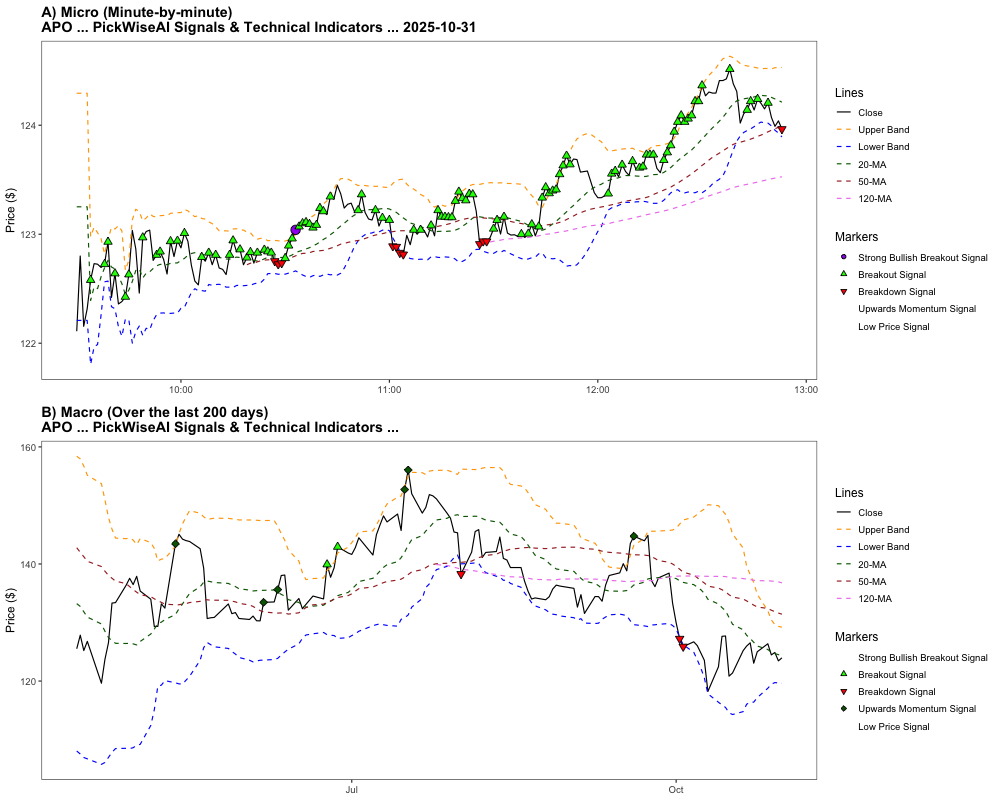 A) Micro (Minute-by-minute)
APO ... PickWiseAI Signals & Technical Indicators ... 2025-10-31
Price ($)
124
123
122
10:00
11:00
12:00
13:00
Lines
Close
Upper Band
Lower Band
20-MA
50-MA
120-MA
Markers
Strong Bullish Breakout Signal
Breakout Signal
Breakdown Signal
Upwards Momentum Signal
Low Price Signal
B) Macro (Over the last 200 days)
APO ... PickWiseAI Signals & Technical Indicators ...
Price ($)
160
140
120
Jul
Oct
Lines
Close
Upper Band
Lower Band
20-MA
50-MA
120-MA
Markers
Strong Bullish Breakout Signal
Breakout Signal
Breakdown Signal
Upwards Momentum Signal
Low Price Signal